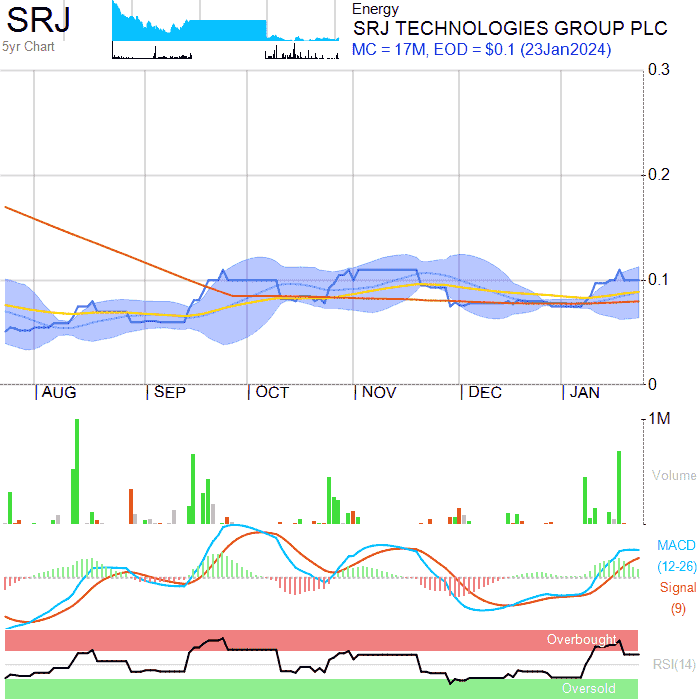 SRJ
5yr Chart
Energy
SRJ TECHNOLOGIES GROUP PLC
MC = 17M, EOD = $0.1 (23Jan2024)
0.3
0.2
0.1
0
AUG SEP OCT NOV DEC JAN
1M
Volume
MACD
(12-26)
Signal
(9)
Overbought
RSI(14)
Oversold